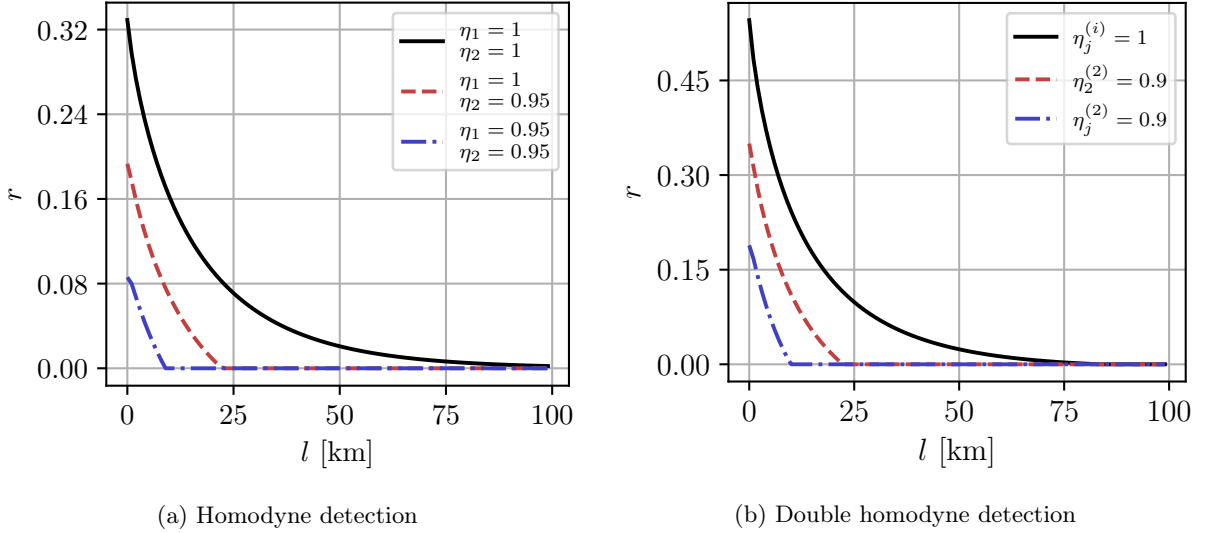 0.32
0.24
0.16
0.08
0.00
r
0 25 50 75 100
l [km]
η₁ = 1
η₂ = 1
η₁ = 1
η₂ = 0.95
η₁ = 0.95
η₂ = 0.95
(a) Homodyne detection
0.45
0.30
0.15
0.00
r
0 25 50 75 100
l [km]
η_j^{(i)} = 1
η_2^{(2)} = 0.9
η_j^{(2)} = 0.9
(b) Double homodyne detection